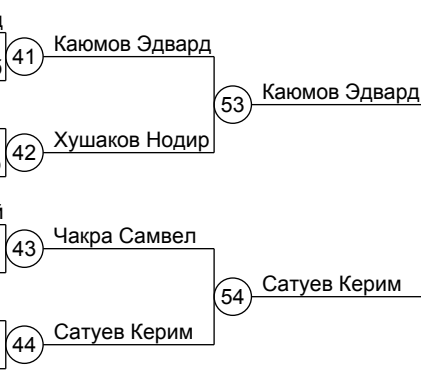 41 Каюмов Эдвард
53 Каюмов Эдвард
42 Хушаков Нодир
43 Чакра Самвел
54 Сатуев Керим
44 Сатуев Керим